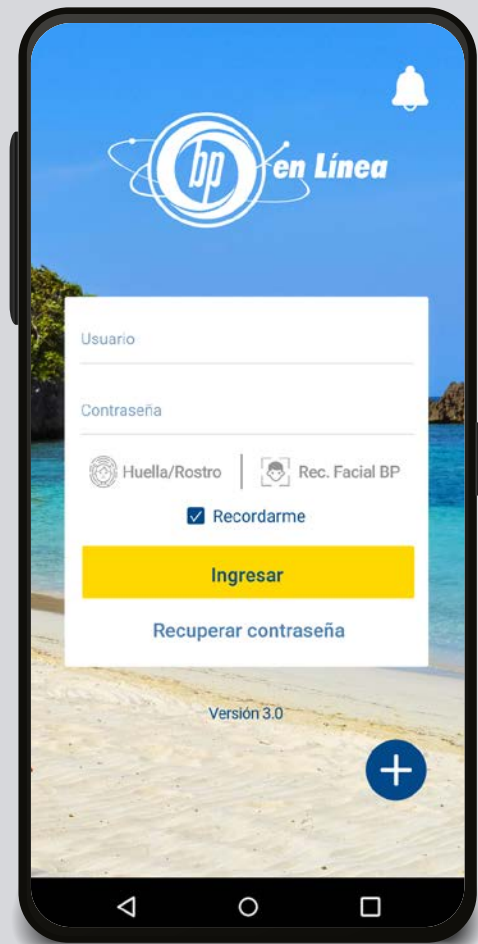 bp en Línea
Usuario
Contraseña
Huella/Rostro Rec. Facial BP
Recordarme
Ingresar
Recuperar contraseña
Versión 3.0